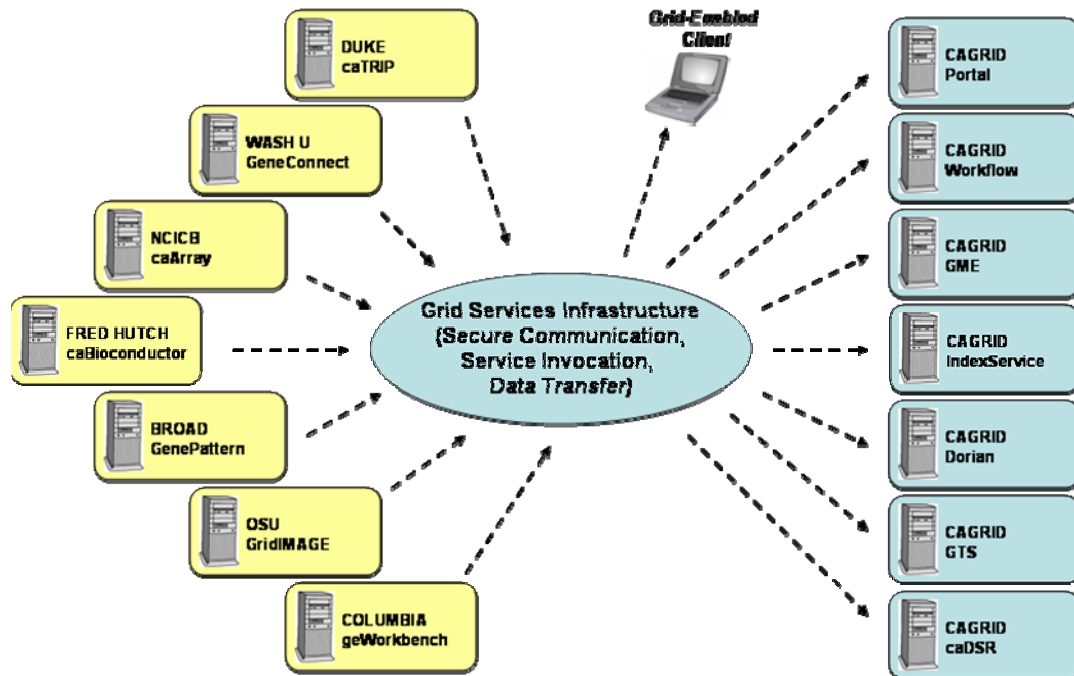 DUKE
caTRIP
WASH U
GeneConnect
NCICB
caArray
FRED HUTCH
caBioconductor
BROAD
GenePattern
OSU
GridIMAGE
COLUMBIA
geWorkbench
Grid-Enabled
Client
Grid Services Infrastructure
(Secure Communication,
Service Invocation,
Data Transfer)
CAGRID
Portal
CAGRID
Workflow
CAGRID
GME
CAGRID
IndexService
CAGRID
Dorian
CAGRID
GTS
CAGRID
caDSR